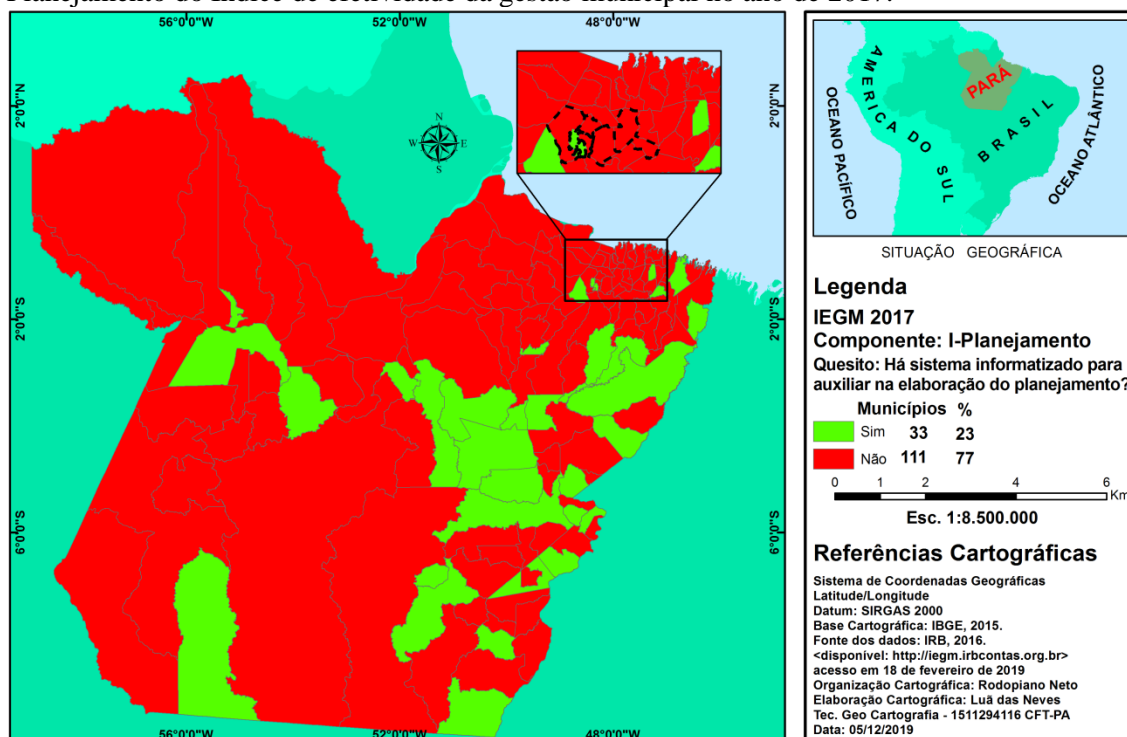 Planejamento do índice de efetividade da gestão municipal no ano de 2017.
56°0'0"W 52°0'0"W 48°0'0"W
2°0'0"N 2°0'0"N
N
W E
S
2°0'0"S 2°0'0"S
6°0'0"S 6°0'0"S
56°0'0"W 52°0'0"W 48°0'0"W
OCEANO PACÍFICO
AMERICA DO SUL
PARÁ
BRASIL
OCEANO ATLÂNTICO
SITUAÇÃO GEOGRÁFICA
Legenda
IEGM 2017
Componente: I-Planejamento
Quesito: Há sistema informatizado para
auxiliar na elaboração do planejamento?
Municípios %
Sim 33 23
Não 111 77
0 1 2 4 6
Km
Esc. 1:8.500.000
Referências Cartográficas
Sistema de Coordenadas Geográficas
Latitude/Longitude
Datum: SIRGAS 2000
Base Cartográfica: IBGE, 2015.
Fonte dos dados: IRB, 2016.
<disponível: http://iegm.irbcontas.org.br>
acesso em 18 de fevereiro de 2019
Organização Cartográfica: Rodopiano Neto
Elaboração Cartográfica: Luã das Neves
Tec. Geo Cartografia - 1511294116 CFT-PA
Data: 05/12/2019